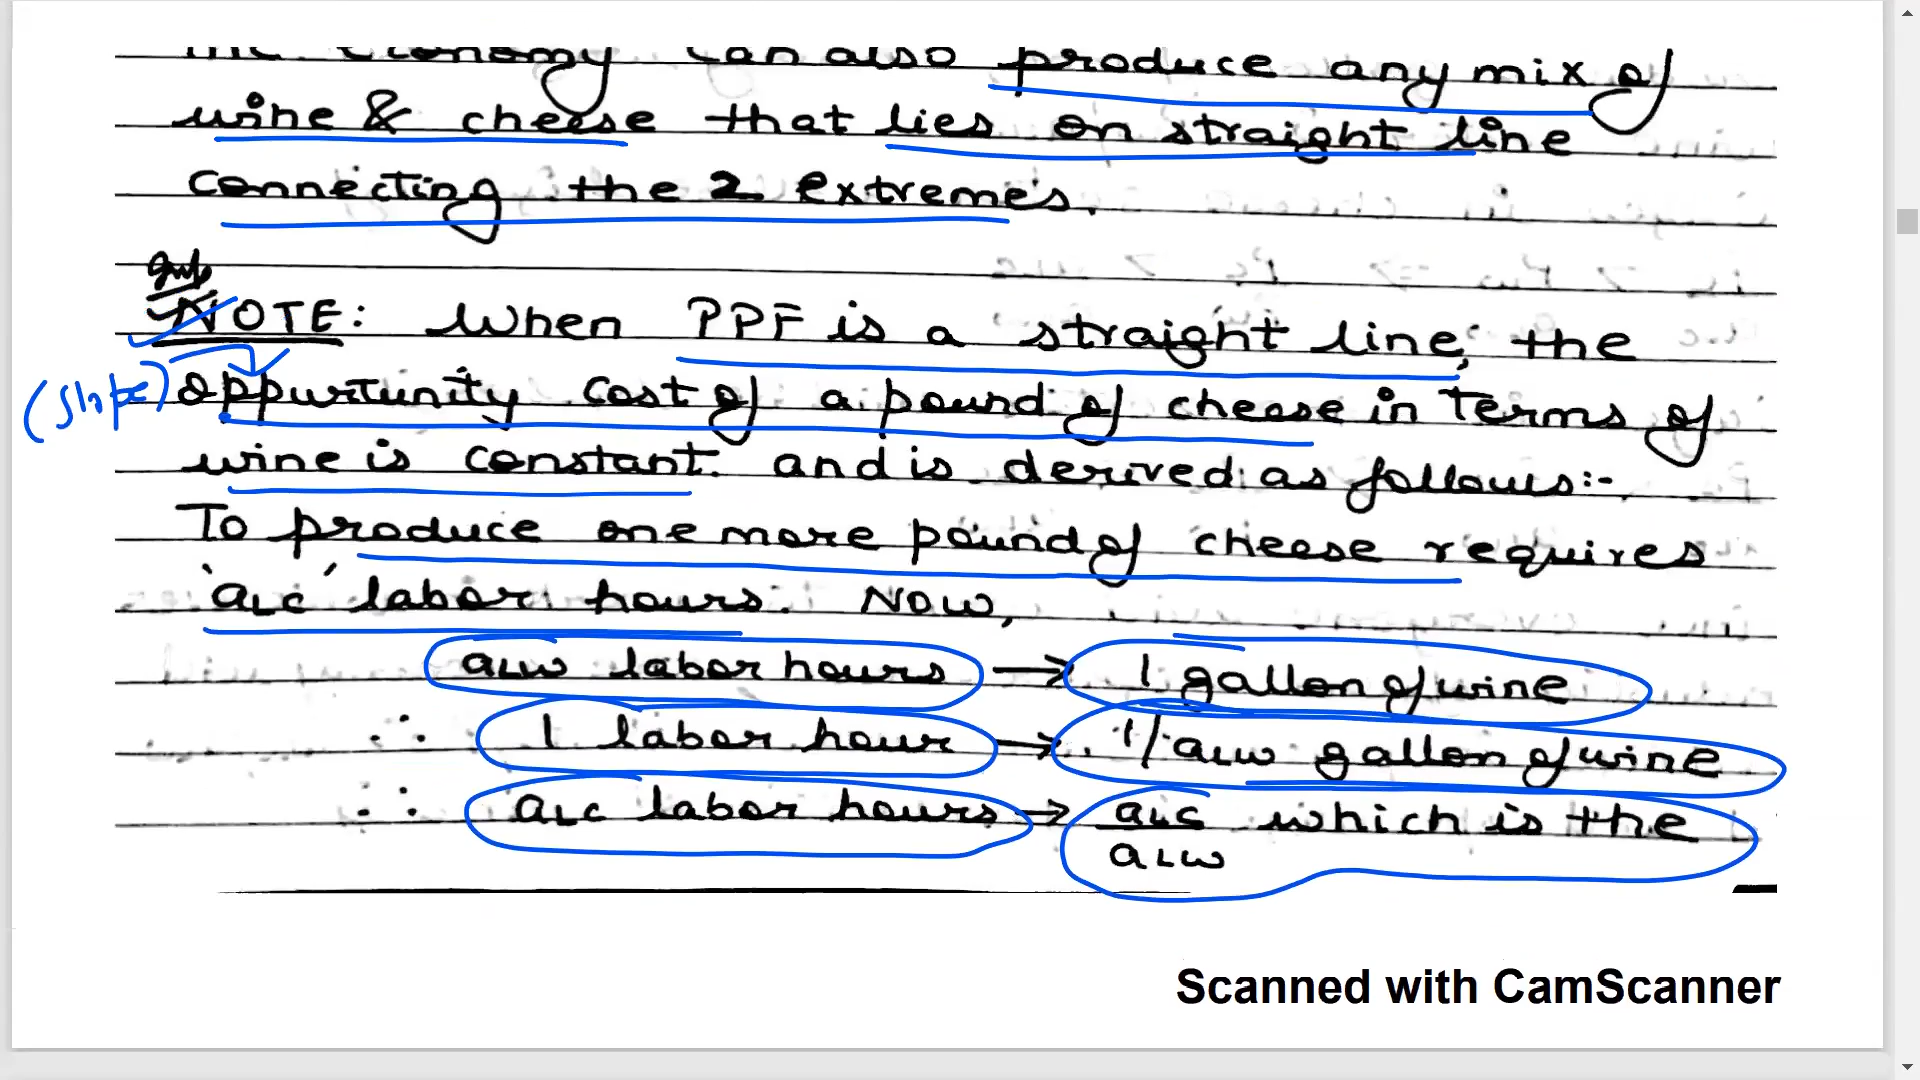 The economy can also produce any mix of
wine & cheese that lies on straight line
connecting the 2 extremes.
Imp
NOTE: When PPF is a straight line, the
(slope) oppurtunity cost of a pound of cheese in terms of
wine is constant. and is derived as follows:-
To produce one more pound of cheese requires
'aLC' labor hours. Now,
aLW labor hours → 1 gallon of wine
∴ 1 labor hour → 1/aLW gallon of wine
∴ aLC labor hours → aLC/aLW which is the
Scanned with CamScanner